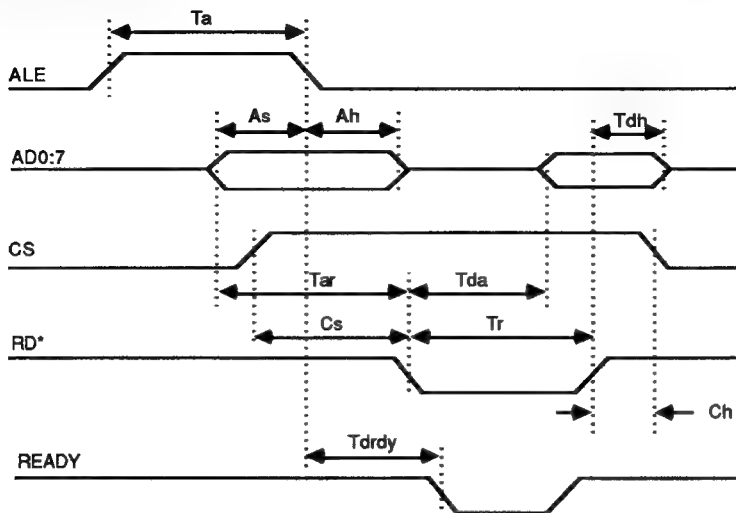 Ta
ALE
As Ah Tdh
AD0:7
CS
Tar Tda
Cs Tr
RD*
Ch
Tdrdy
READY